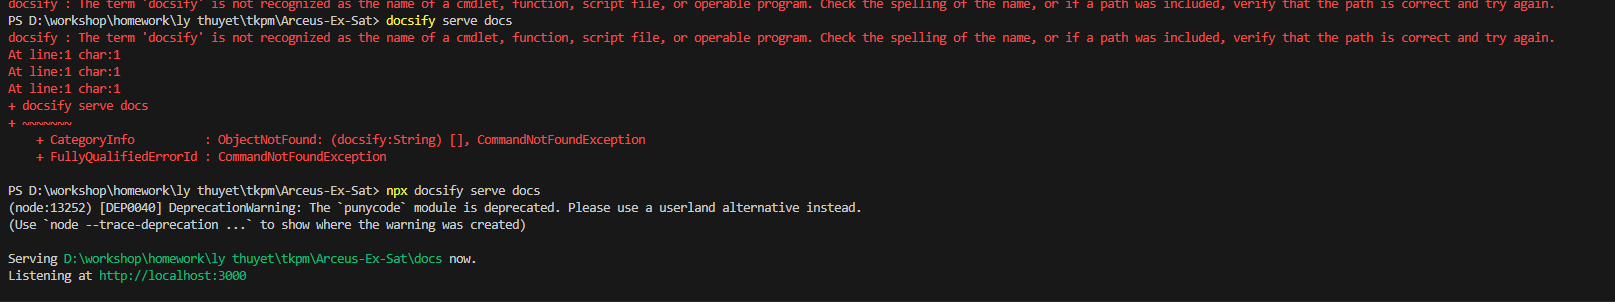 docsify : The term 'docsify' is not recognized as the name of a cmdlet, function, script file, or operable program. Check the spelling of the name, or if a path was included, verify that the path is correct and try again.
PS D:\workshop\homework\ly thuyet\tkpm\Arceus-Ex-Sat> docsify serve docs
docsify : The term 'docsify' is not recognized as the name of a cmdlet, function, script file, or operable program. Check the spelling of the name, or if a path was included, verify that the path is correct and try again.
At line:1 char:1
At line:1 char:1
At line:1 char:1
+ docsify serve docs
+ ~~~~~~~
    + CategoryInfo          : ObjectNotFound: (docsify:String) [], CommandNotFoundException
    + FullyQualifiedErrorId : CommandNotFoundException
PS D:\workshop\homework\ly thuyet\tkpm\Arceus-Ex-Sat> npx docsify serve docs
(node:13252) [DEP0040] DeprecationWarning: The `punycode` module is deprecated. Please use a userland alternative instead.
(Use `node --trace-deprecation ...` to show where the warning was created)
Serving D:\workshop\homework\ly thuyet\tkpm\Arceus-Ex-Sat\docs now.
Listening at http://localhost:3000